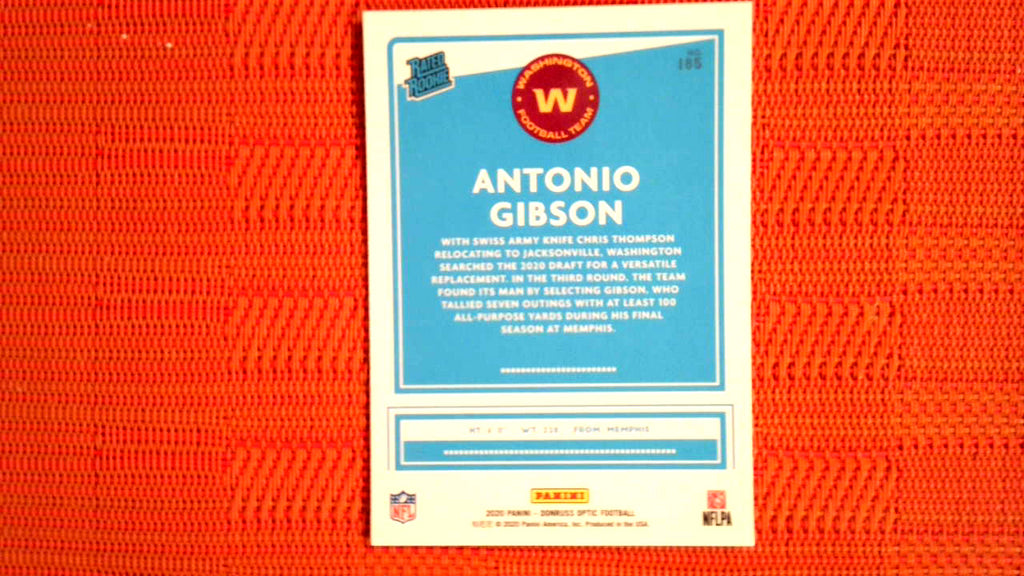 RATED
ROOKIE
NO.
185
WASHINGTON
W
FOOTBALL TEAM
ANTONIO
GIBSON
WITH SWISS ARMY KNIFE CHRIS THOMPSON
RELOCATING TO JACKSONVILLE, WASHINGTON
SEARCHED THE 2020 DRAFT FOR A VERSATILE
REPLACEMENT. IN THE THIRD ROUND, THE TEAM
FOUND ITS MAN BY SELECTING GIBSON, WHO
TALLIED SEVEN OUTINGS WITH AT LEAST 100
ALL-PURPOSE YARDS DURING HIS FINAL
SEASON AT MEMPHIS.
HT. WT. FROM: MEMPHIS
PANINI
NFL
2020 PANINI – DONRUSS OPTIC FOOTBALL
© 2020 Panini America, Inc. Produced in the USA.
NFLPA